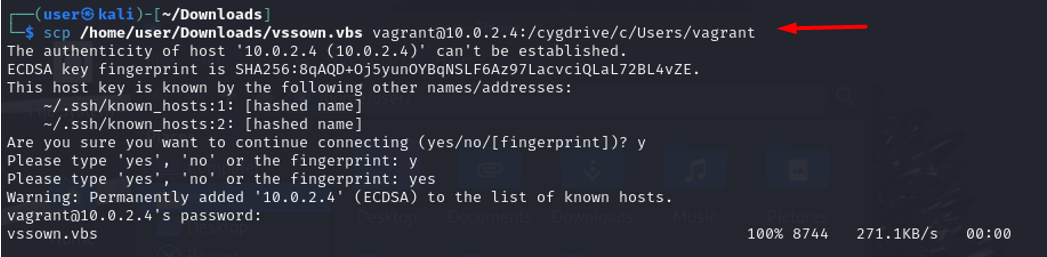 ┌──(user㉿kali)-[~/Downloads]
└─$ scp /home/user/Downloads/vssown.vbs vagrant@10.0.2.4:/cygdrive/c/Users/vagrant
The authenticity of host '10.0.2.4 (10.0.2.4)' can't be established.
ECDSA key fingerprint is SHA256:8qAQD+Oj5yunOYBqNSLF6Az97LacvciQLaL72BL4vZE.
This host key is known by the following other names/addresses:
    ~/.ssh/known_hosts:1: [hashed name]
    ~/.ssh/known_hosts:2: [hashed name]
Are you sure you want to continue connecting (yes/no/[fingerprint])? y
Please type 'yes', 'no' or the fingerprint: y
Please type 'yes', 'no' or the fingerprint: yes
Warning: Permanently added '10.0.2.4' (ECDSA) to the list of known hosts.
Desktop Documents Downloads Music Pictures
vagrant@10.0.2.4's password:
Desktop
vssown.vbs 100% 8744 271.1KB/s 00:00